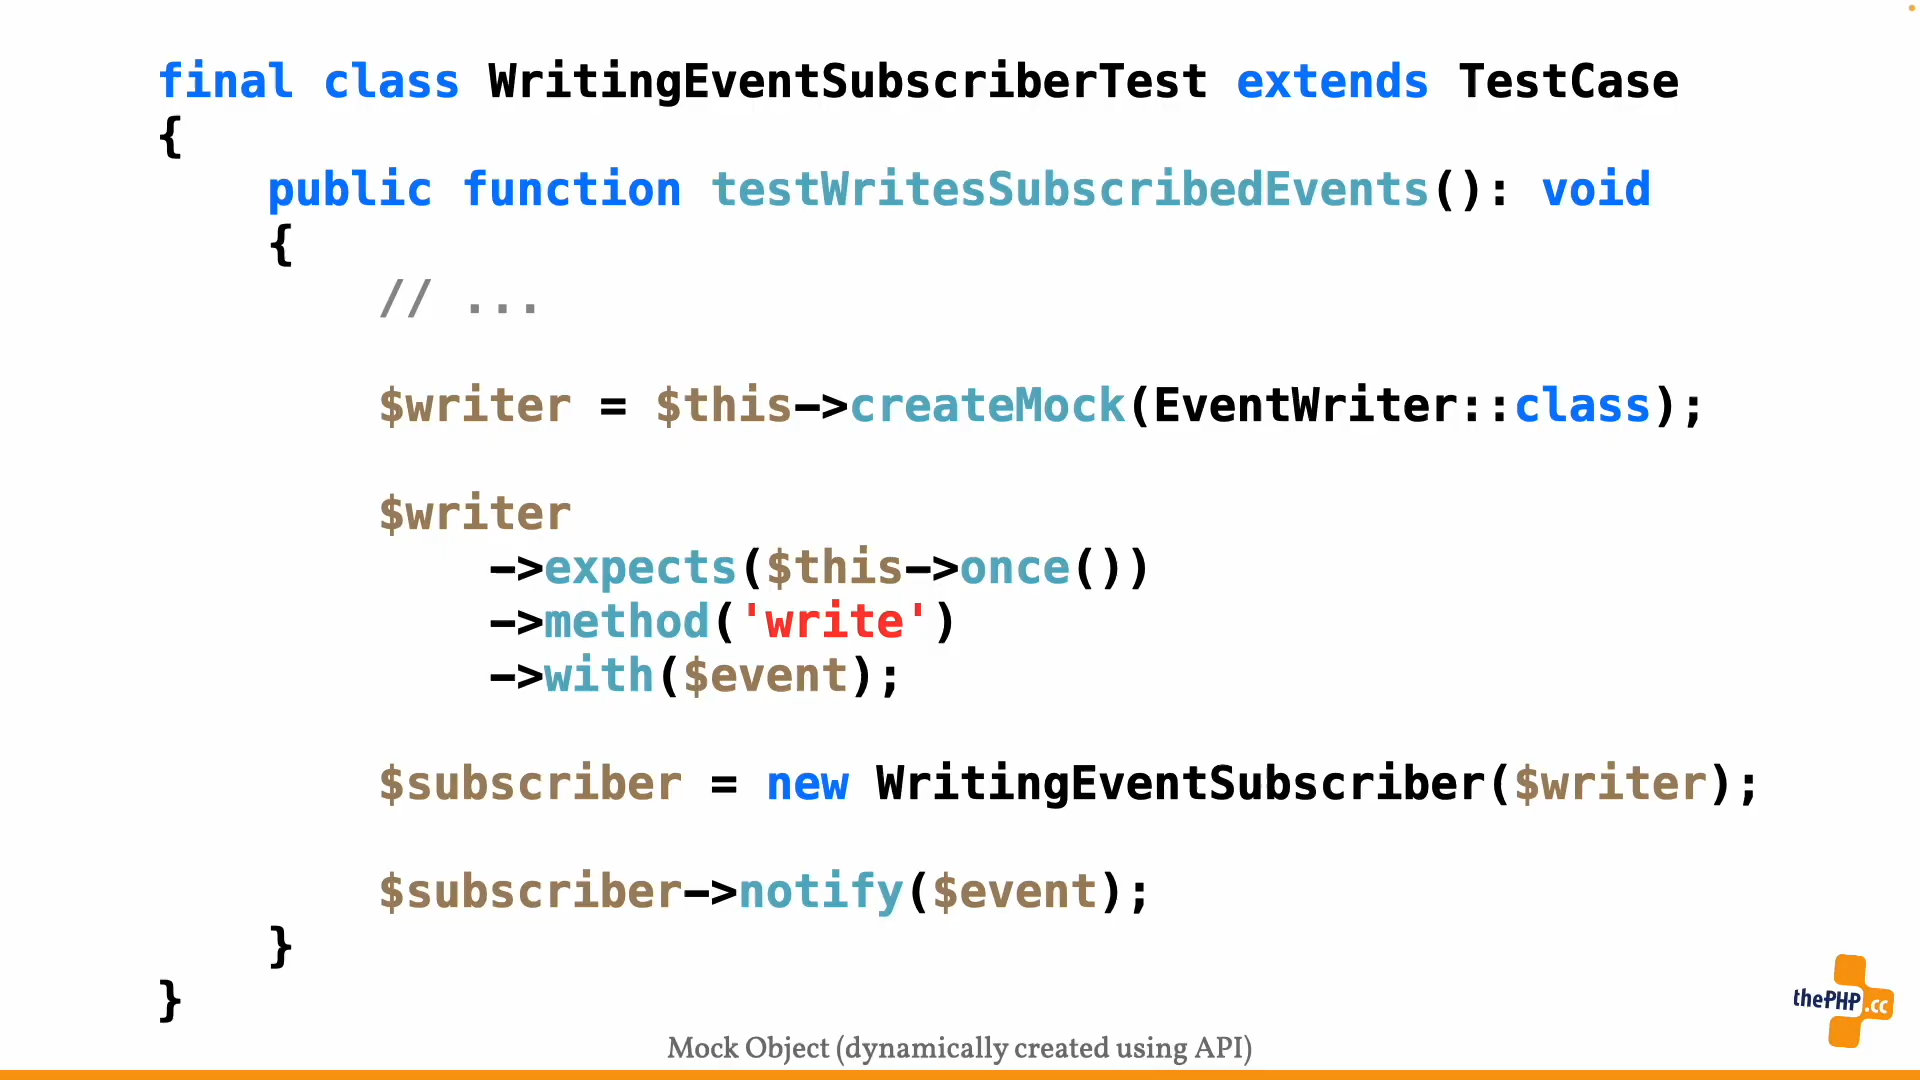 final class WritingEventSubscriberTest extends TestCase
{
    public function testWritesSubscribedEvents(): void
    {
        // ...
        $writer = $this->createMock(EventWriter::class);
        $writer
            ->expects($this->once())
            ->method('write')
            ->with($event);
        $subscriber = new WritingEventSubscriber($writer);
        $subscriber->notify($event);
    }
}
thePHP.cc
Mock Object (dynamically created using API)